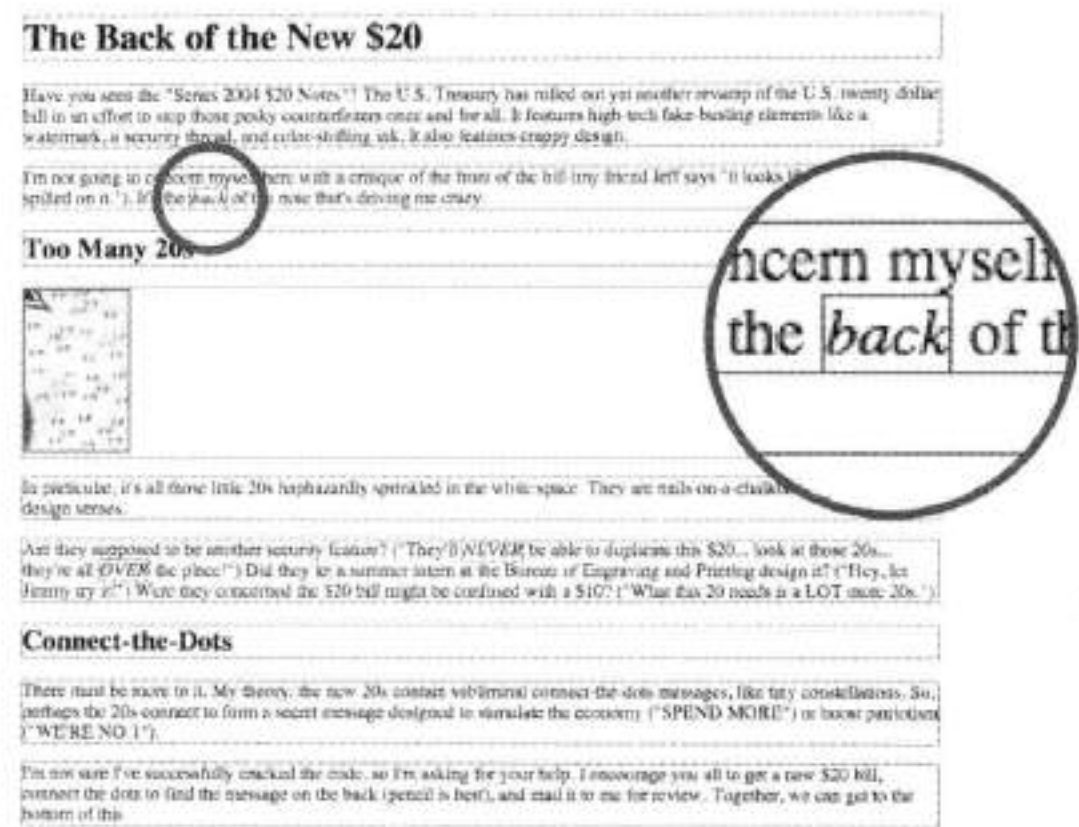 The Back of the New $20
Have you seen the "Series 2004 $20 Notes"? The U.S. Treasury has rolled out yet another revamp of the U.S. twenty dollar
bill in an effort to stop those pesky counterfeiters once and for all. It features high-tech fake-busting elements like a
watermark, a security thread, and color-shifting ink. It also features crappy design.
I'm not going to concern myself here with a critique of the front of the bill (my friend Jeff says "it looks
spilled on it."). It's the back of the note that's driving me crazy.
Too Many 20s
ncern mysel
the back of th
In particular, it's all those little 20s haphazardly sprinkled in the white space. They are nails-on-a-chalk
design senses.
Are they supposed to be another security feature? ("They'll NEVER be able to duplicate this $20... look at those 20s...
they're all OVER the place!") Did they let a summer intern at the Bureau of Engraving and Printing design it? ("Hey, let
Jimmy try it!") Were they concerned the $20 bill might be confused with a $10? ("What this 20 needs is a LOT more 20s.")
Connect-the-Dots
There must be more to it. My theory: the new 20s contain subliminal connect-the-dots messages, like tiny constellations. So,
perhaps the 20s connect to form a secret message designed to stimulate the economy ("SPEND MORE") or boost patriotism
("WE'RE NO 1").
I'm not sure I've successfully cracked the code, so I'm asking for your help. I encourage you all to get a new $20 bill,
connect the dots to find the message on the back (pencil is best), and mail it to me for review. Together, we can get to the
bottom of this